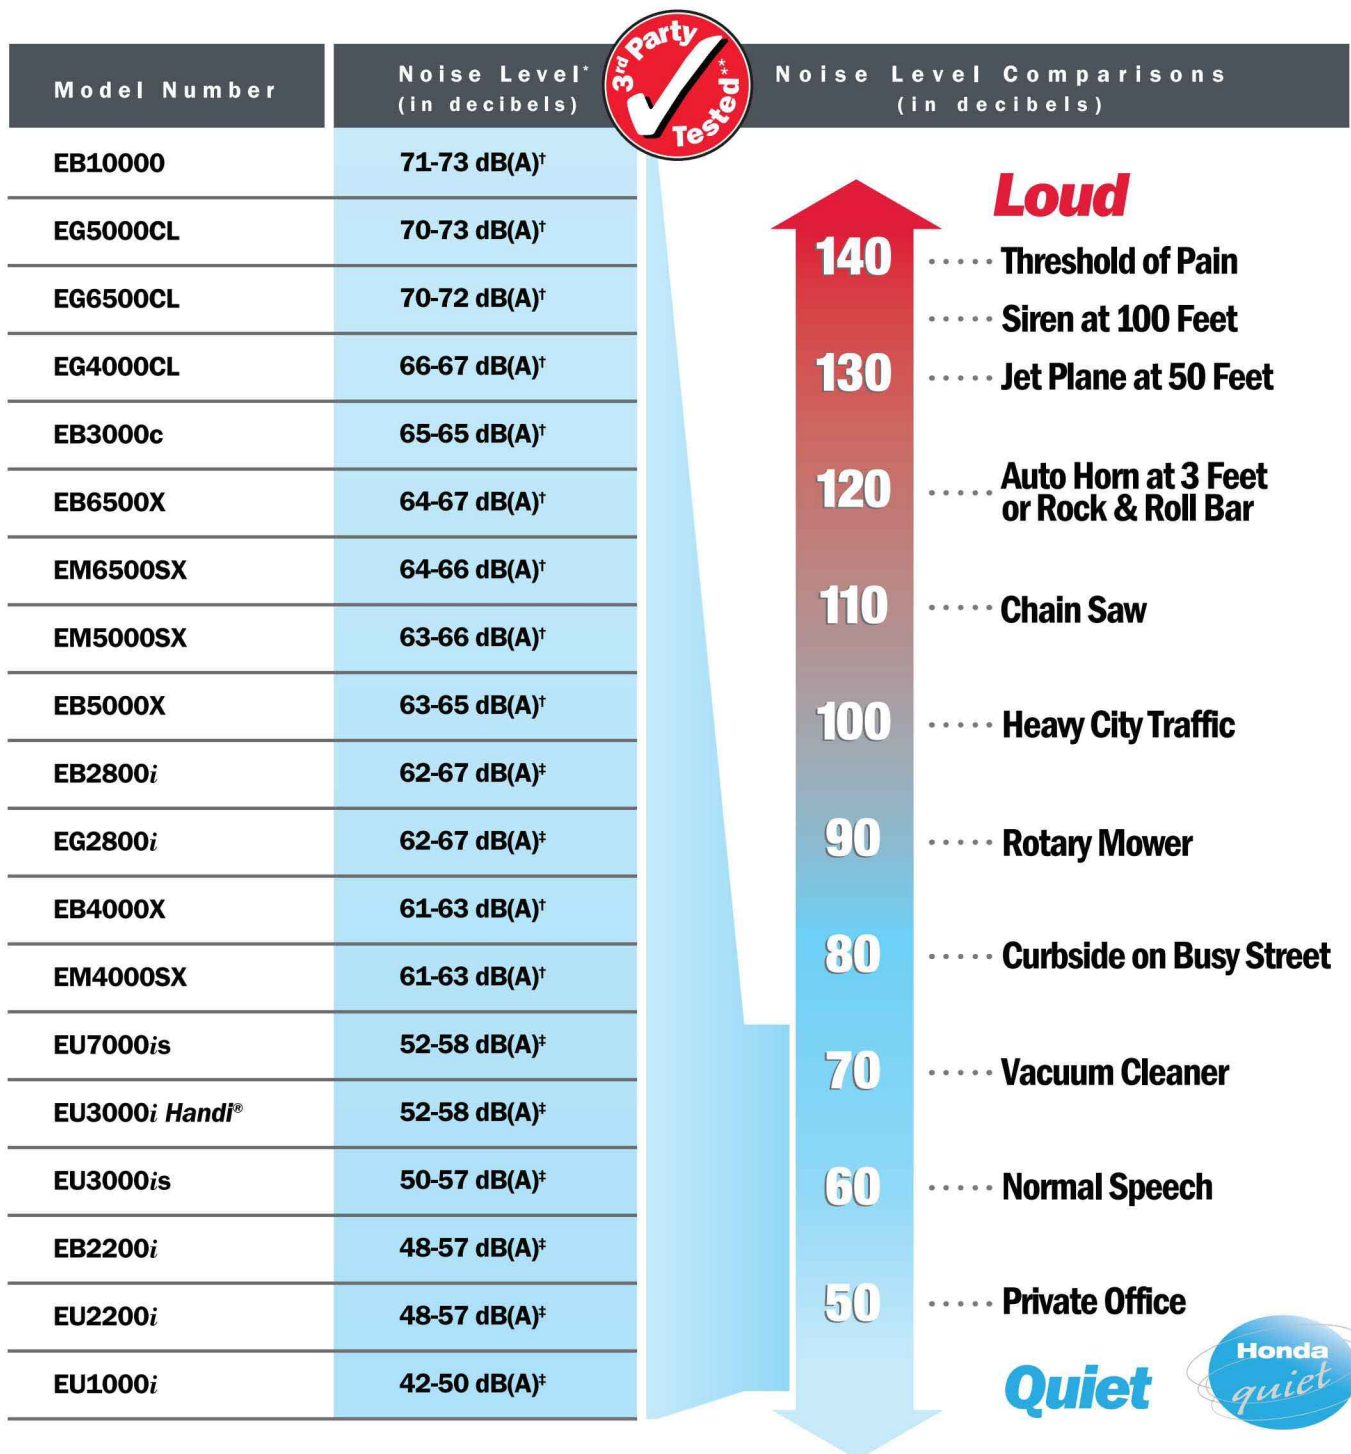 Model Number
Noise Level*
(in decibels)
3rd Party
Tested**
Noise Level Comparisons
(in decibels)
EB10000 71-73 dB(A)†
EG5000CL 70-73 dB(A)†
EG6500CL 70-72 dB(A)†
EG4000CL 66-67 dB(A)†
EB3000c 65-65 dB(A)†
EB6500X 64-67 dB(A)†
EM6500SX 64-66 dB(A)†
EM5000SX 63-66 dB(A)†
EB5000X 63-65 dB(A)†
EB2800i 62-67 dB(A)‡
EG2800i 62-67 dB(A)‡
EB4000X 61-63 dB(A)†
EM4000SX 61-63 dB(A)†
EU7000is 52-58 dB(A)‡
EU3000i Handi® 52-58 dB(A)‡
EU3000is 50-57 dB(A)‡
EB2200i 48-57 dB(A)‡
EU2200i 48-57 dB(A)‡
EU1000i 42-50 dB(A)‡
Loud
140 Threshold of Pain
Siren at 100 Feet
130 Jet Plane at 50 Feet
120 Auto Horn at 3 Feet
or Rock & Roll Bar
110 Chain Saw
100 Heavy City Traffic
90 Rotary Mower
80 Curbside on Busy Street
70 Vacuum Cleaner
60 Normal Speech
50 Private Office
Quiet
Honda
quiet